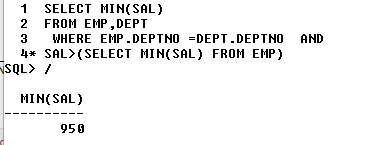 1 SELECT MIN(SAL)
2 FROM EMP,DEPT
3 WHERE EMP.DEPTNO =DEPT.DEPTNO AND
4* SAL>(SELECT MIN(SAL) FROM EMP)
SQL> /
MIN(SAL)
----------
950